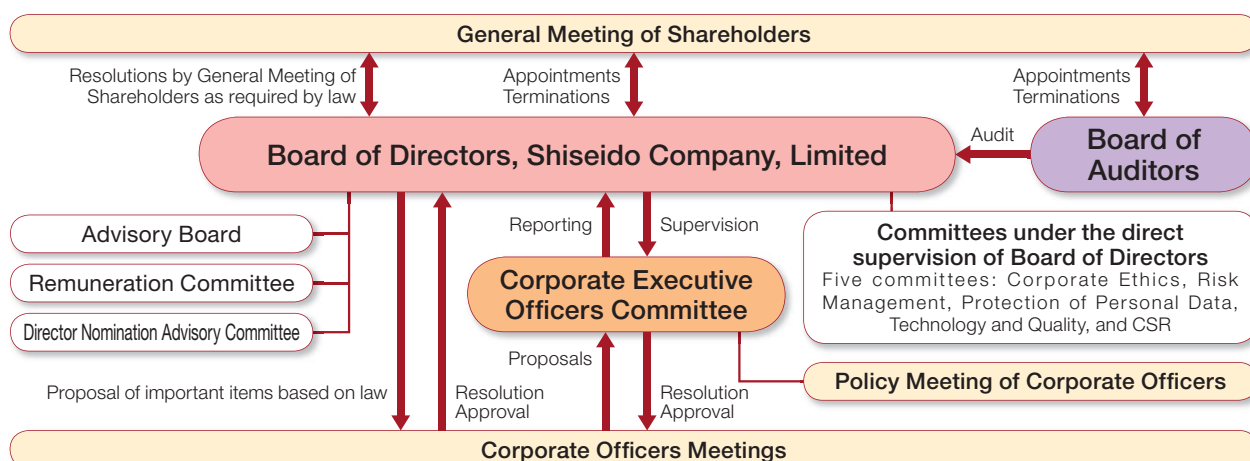 General Meeting of Shareholders
Resolutions by General Meeting of
Shareholders as required by law
Appointments
Terminations
Appointments
Terminations
Board of Directors, Shiseido Company, Limited
Audit
Board of
Auditors
Advisory Board
Remuneration Committee
Director Nomination Advisory Committee
Reporting
Supervision
Corporate Executive
Officers Committee
Committees under the direct
supervision of Board of Directors
Five committees: Corporate Ethics, Risk
Management, Protection of Personal Data,
Technology and Quality, and CSR
Proposal of important items based on law
Resolution
Approval
Proposals
Resolution
Approval
Policy Meeting of Corporate Officers
Corporate Officers Meetings